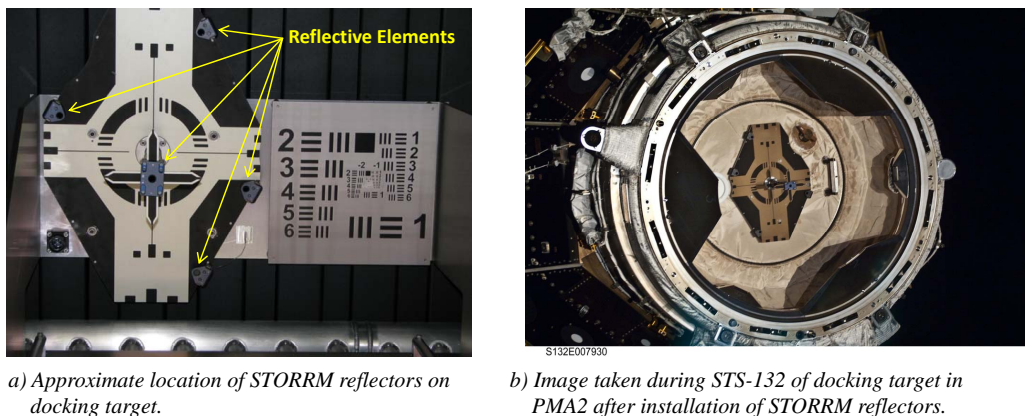 Reflective Elements
2
3
4
5
6
-2 -1
1
2
3
4
5
6
1
S132E007930
a) Approximate location of STORRM reflectors on
docking target.
b) Image taken during STS-132 of docking target in
PMA2 after installation of STORRM reflectors.